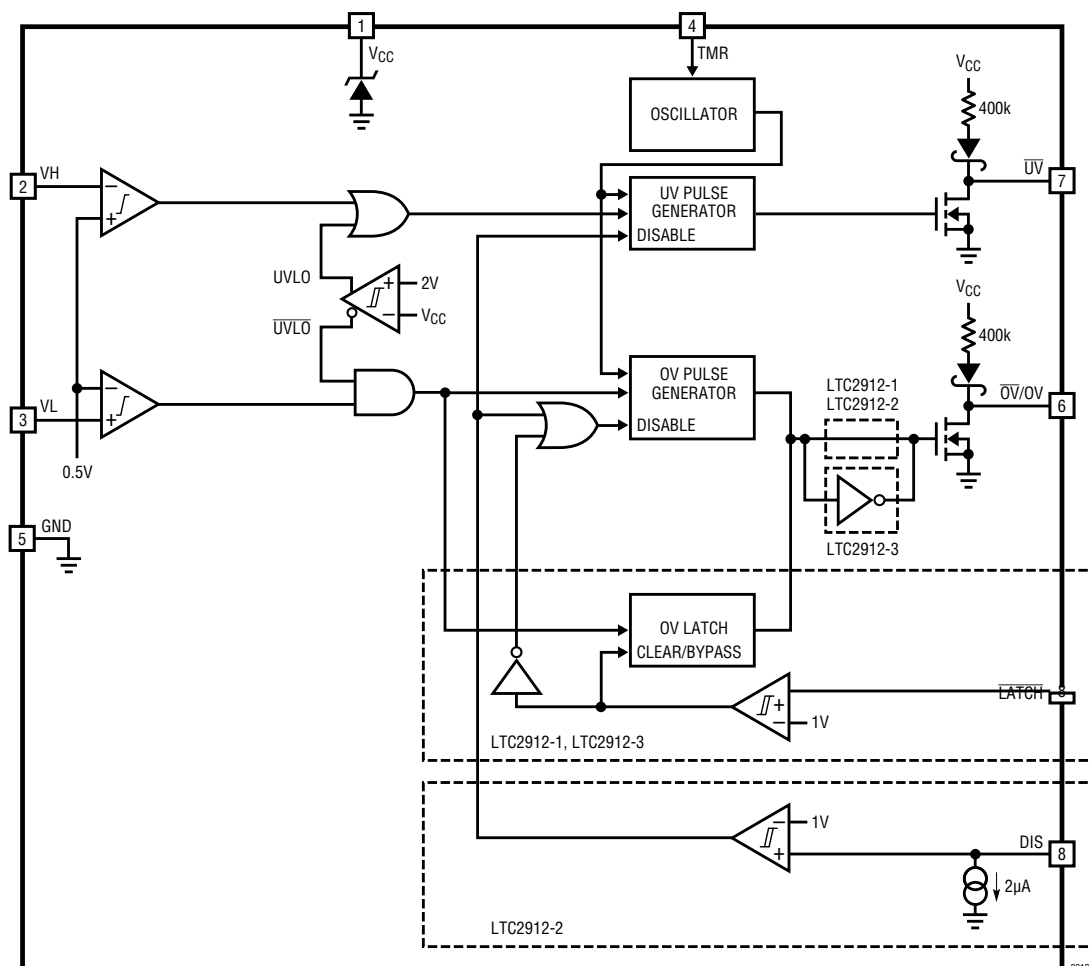 1
4
VCC
TMR
VCC
OSCILLATOR
400k
2
VH
UV PULSE
GENERATOR
DISABLE
UV
7
−
+
UVLO
+
2V
UVLO
−
VCC
VCC
400k
OV PULSE
GENERATOR
DISABLE
LTC2912-1
LTC2912-2
OV/OV
6
3
VL
−
+
0.5V
5
GND
LTC2912-3
OV LATCH
CLEAR/BYPASS
LATCH
8
+
−
1V
LTC2912-1, LTC2912-3
−
1V
+
DIS
8
2µA
LTC2912-2